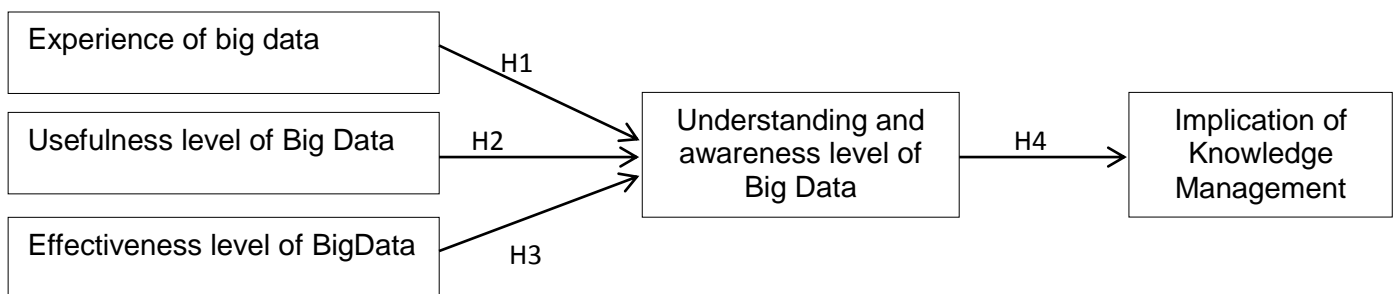 Experience of big data
H1
Usefulness level of Big Data
H2
Effectiveness level of BigData
H3
Understanding and
awareness level of
Big Data
H4
Implication of
Knowledge
Management